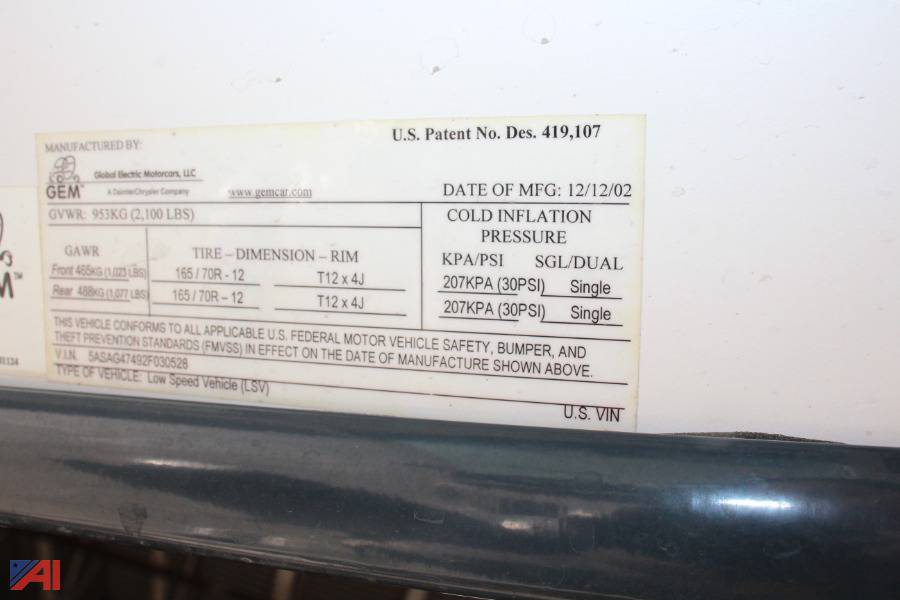 U.S. Patent No. Des. 419,107
MANUFACTURED BY:
Global Electric Motorcars, LLC
GEM™ A DaimlerChrysler Company www.gemcar.com
DATE OF MFG: 12/12/02
GVWR: 953KG (2,100 LBS)
COLD INFLATION
PRESSURE
GAWR TIRE – DIMENSION – RIM
KPA/PSI SGL/DUAL
Front 465KG (1,023 LBS) 165 / 70R - 12 T12 x 4J 207KPA (30PSI) Single
Rear 488KG (1,077 LBS) 165 / 70R – 12 T12 x 4J 207KPA (30PSI) Single
THIS VEHICLE CONFORMS TO ALL APPLICABLE U.S. FEDERAL MOTOR VEHICLE SAFETY, BUMPER, AND
THEFT PREVENTION STANDARDS (FMVSS) IN EFFECT ON THE DATE OF MANUFACTURE SHOWN ABOVE.
V.I.N. 5ASAG47492F030528
TYPE OF VEHICLE: Low Speed Vehicle (LSV)
U.S. VIN
M™
AI